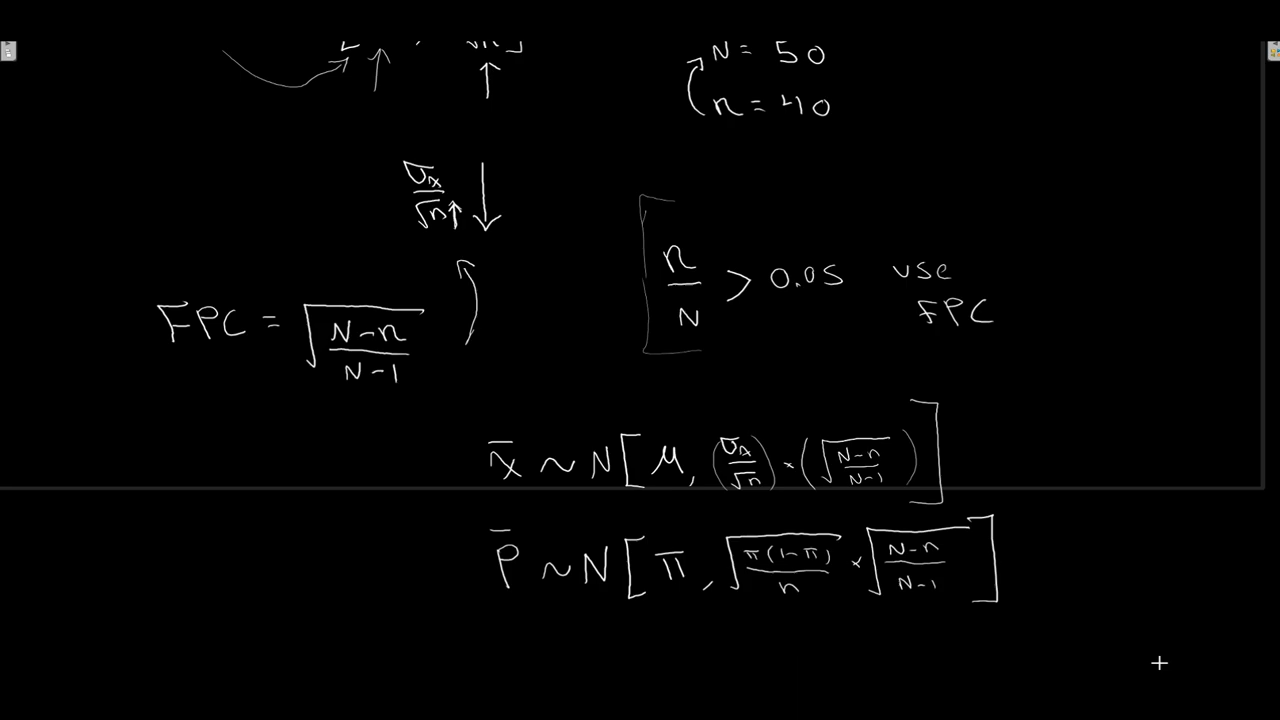 N = 50
n = 40
σx/√n ↑ ↓
n/N > 0.05 use
FPC
FPC = √((N-n)/(N-1))
x̄ ~ N[μ, (σx/√n) × (√((N-n)/(N-1)))]
p̄ ~ N[π, √(π(1-π)/n) × √((N-n)/(N-1))]